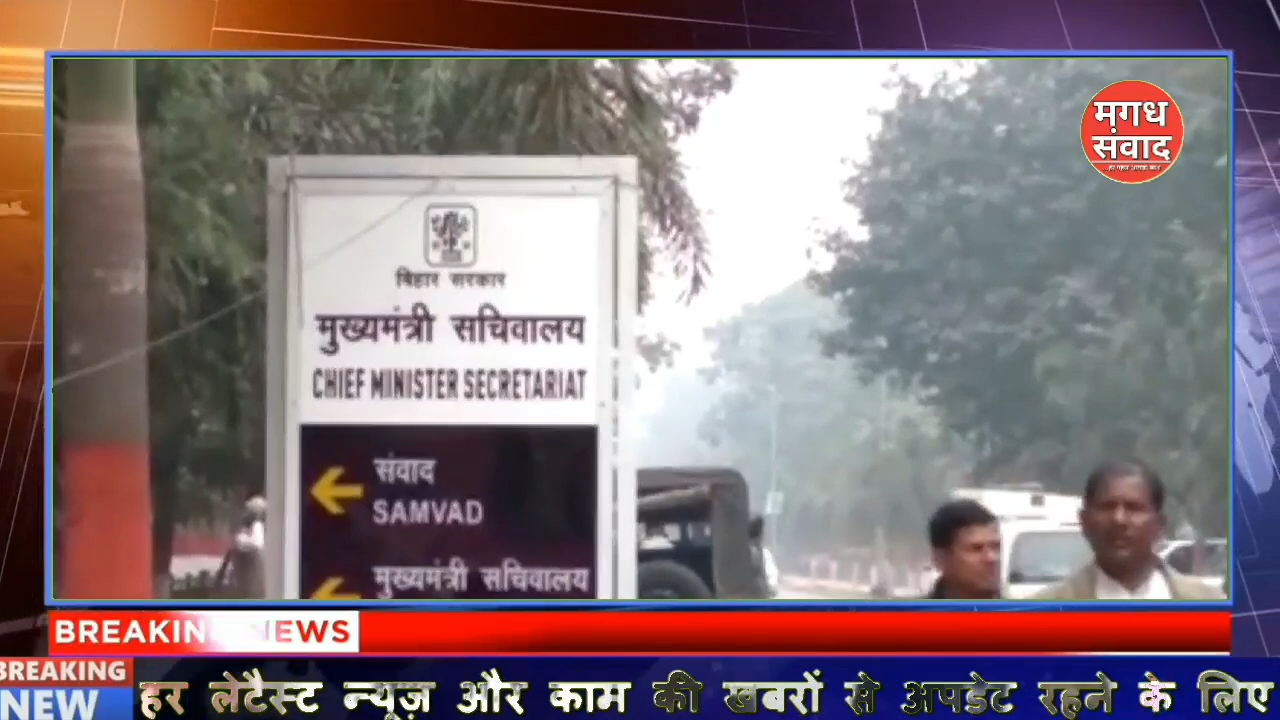 मगध
संवाद
बिहार सरकार
मुख्यमंत्री सचिवालय
CHIEF MINISTER SECRETARIAT
संवाद
SAMVAD
मुख्यमंत्री सचिवालय
BREAKING NEWS
BREAKING
NEW
हर लेटैस्ट न्यूज़ और काम की खबरों से अपडेट रहने के लिए